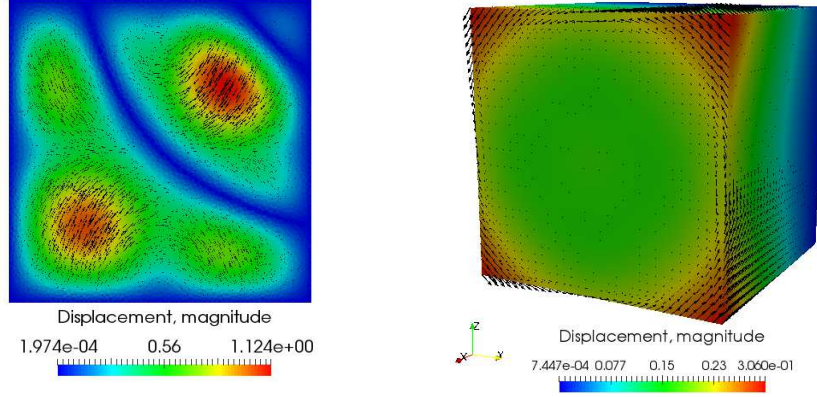 Displacement, magnitude
1.974e-04 0.56 1.124e+00
Z
X Y
Displacement, magnitude
7.447e-04 0.077 0.15 0.23 3.060e-01